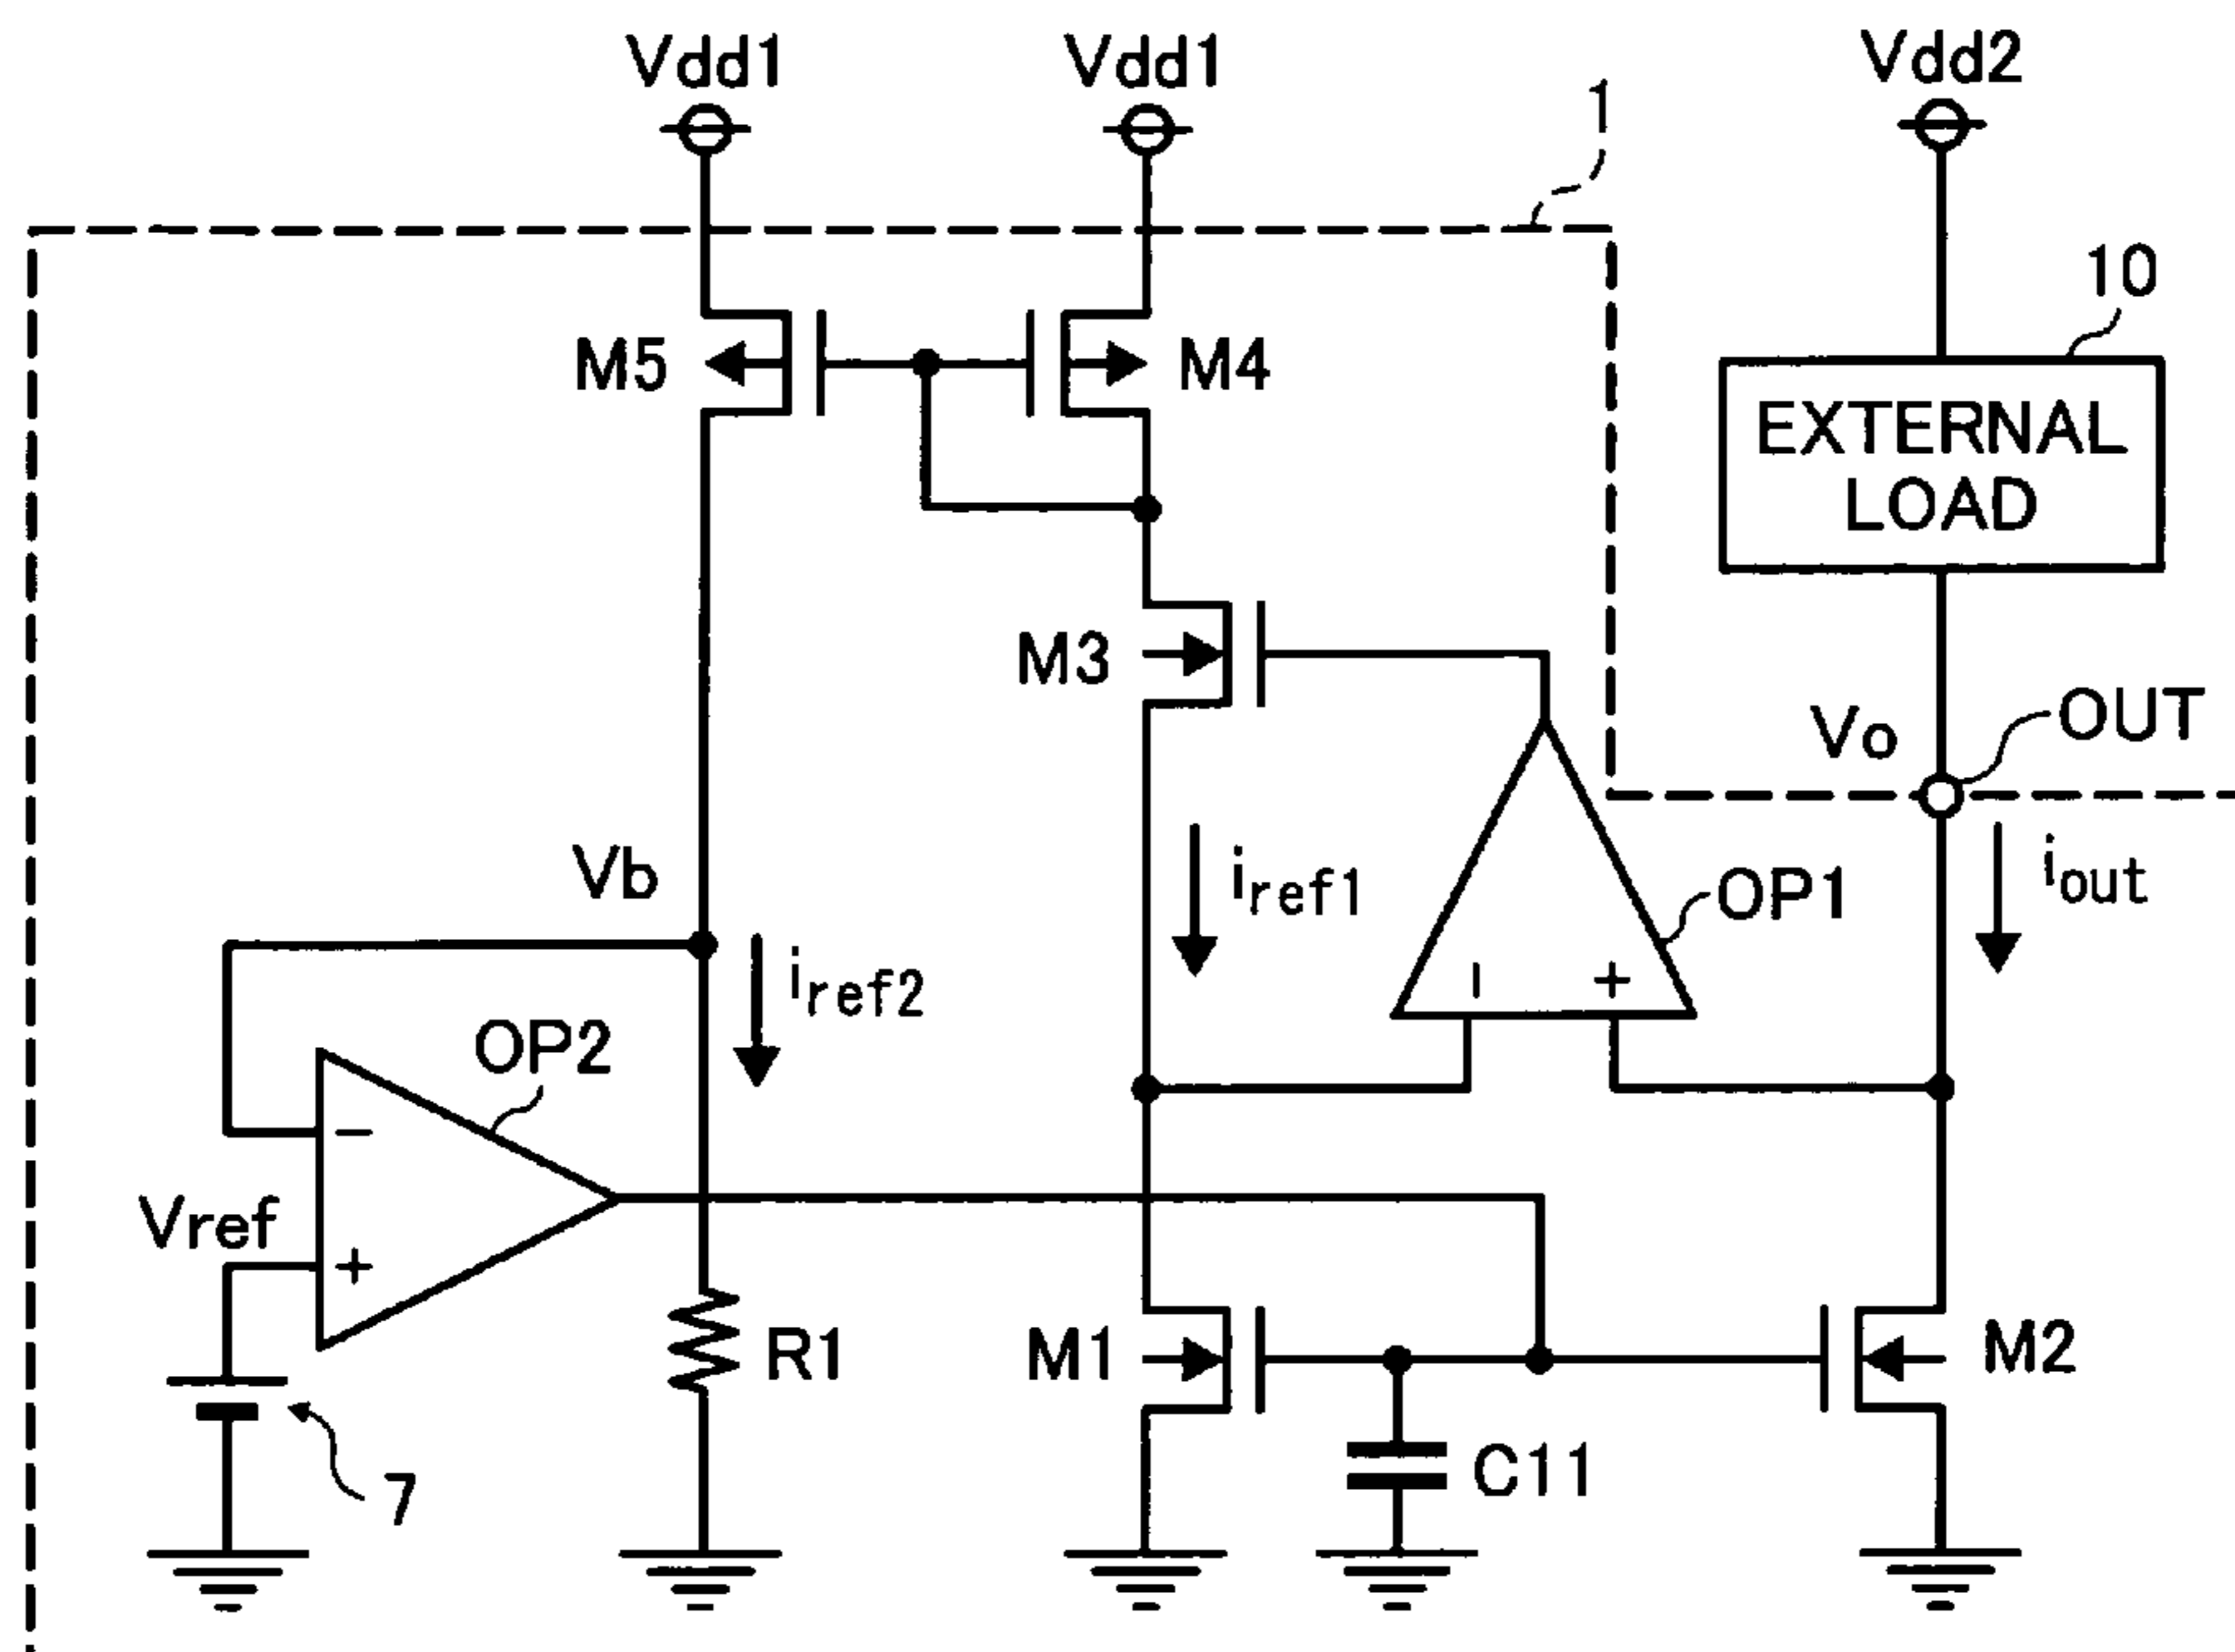 Vdd1
Vdd1
Vdd2
1
10
M5
M4
EXTERNAL
LOAD
M3
Vo
OUT
Vb
iref1
OP1
iout
iref2
− +
OP2
−
Vref
+
R1
M1
M2
C11
7